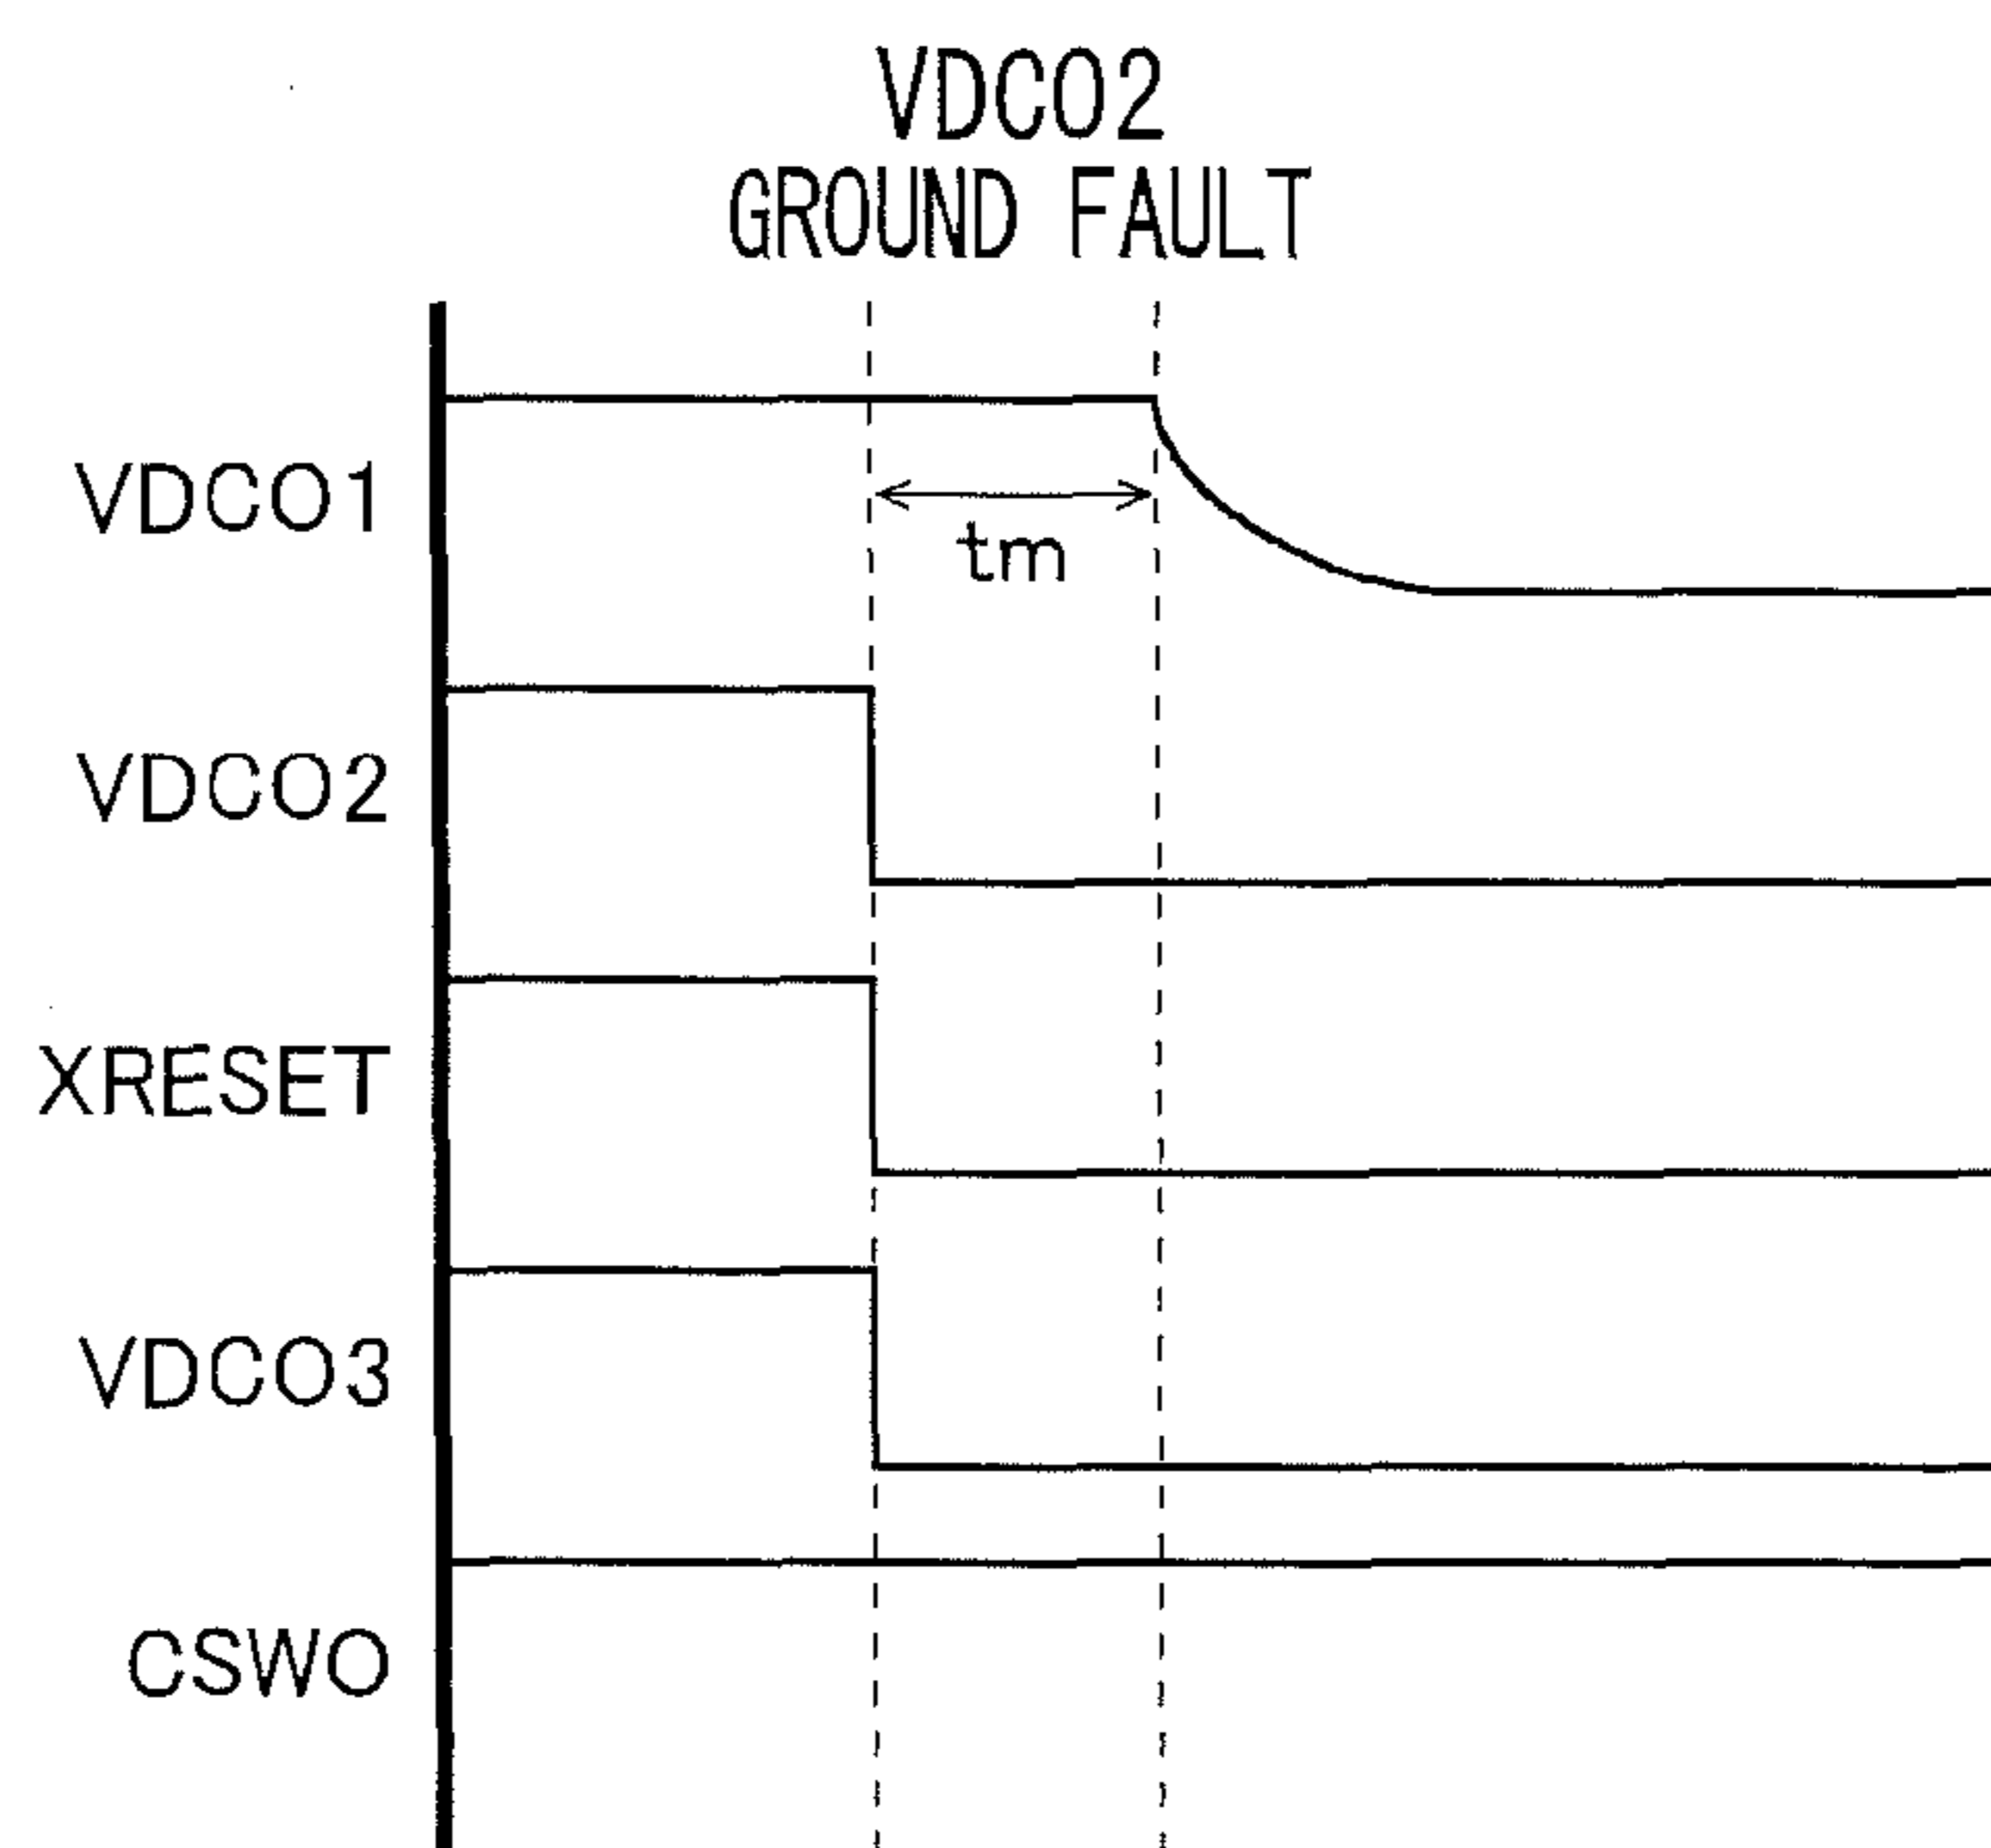 VDCO2
GROUND FAULT
VDCO1
tm
VDCO2
XRESET
VDCO3
CSWO